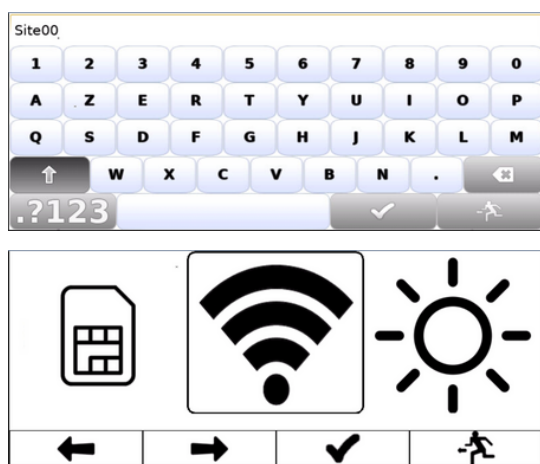 Site00
1 2 3 4 5 6 7 8 9 0
A Z E R T Y U I O P
Q S D F G H J K L M
W X C V B N .
.?123